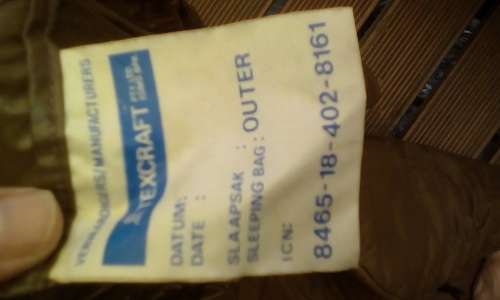 VERVAARDIGERS/MANUFACTURERS
TEXCRAFT
DATUM:
DATE :
SLAAPSAK :
SLEEPING BAG : OUTER
ICN:
8465-18-402-8161